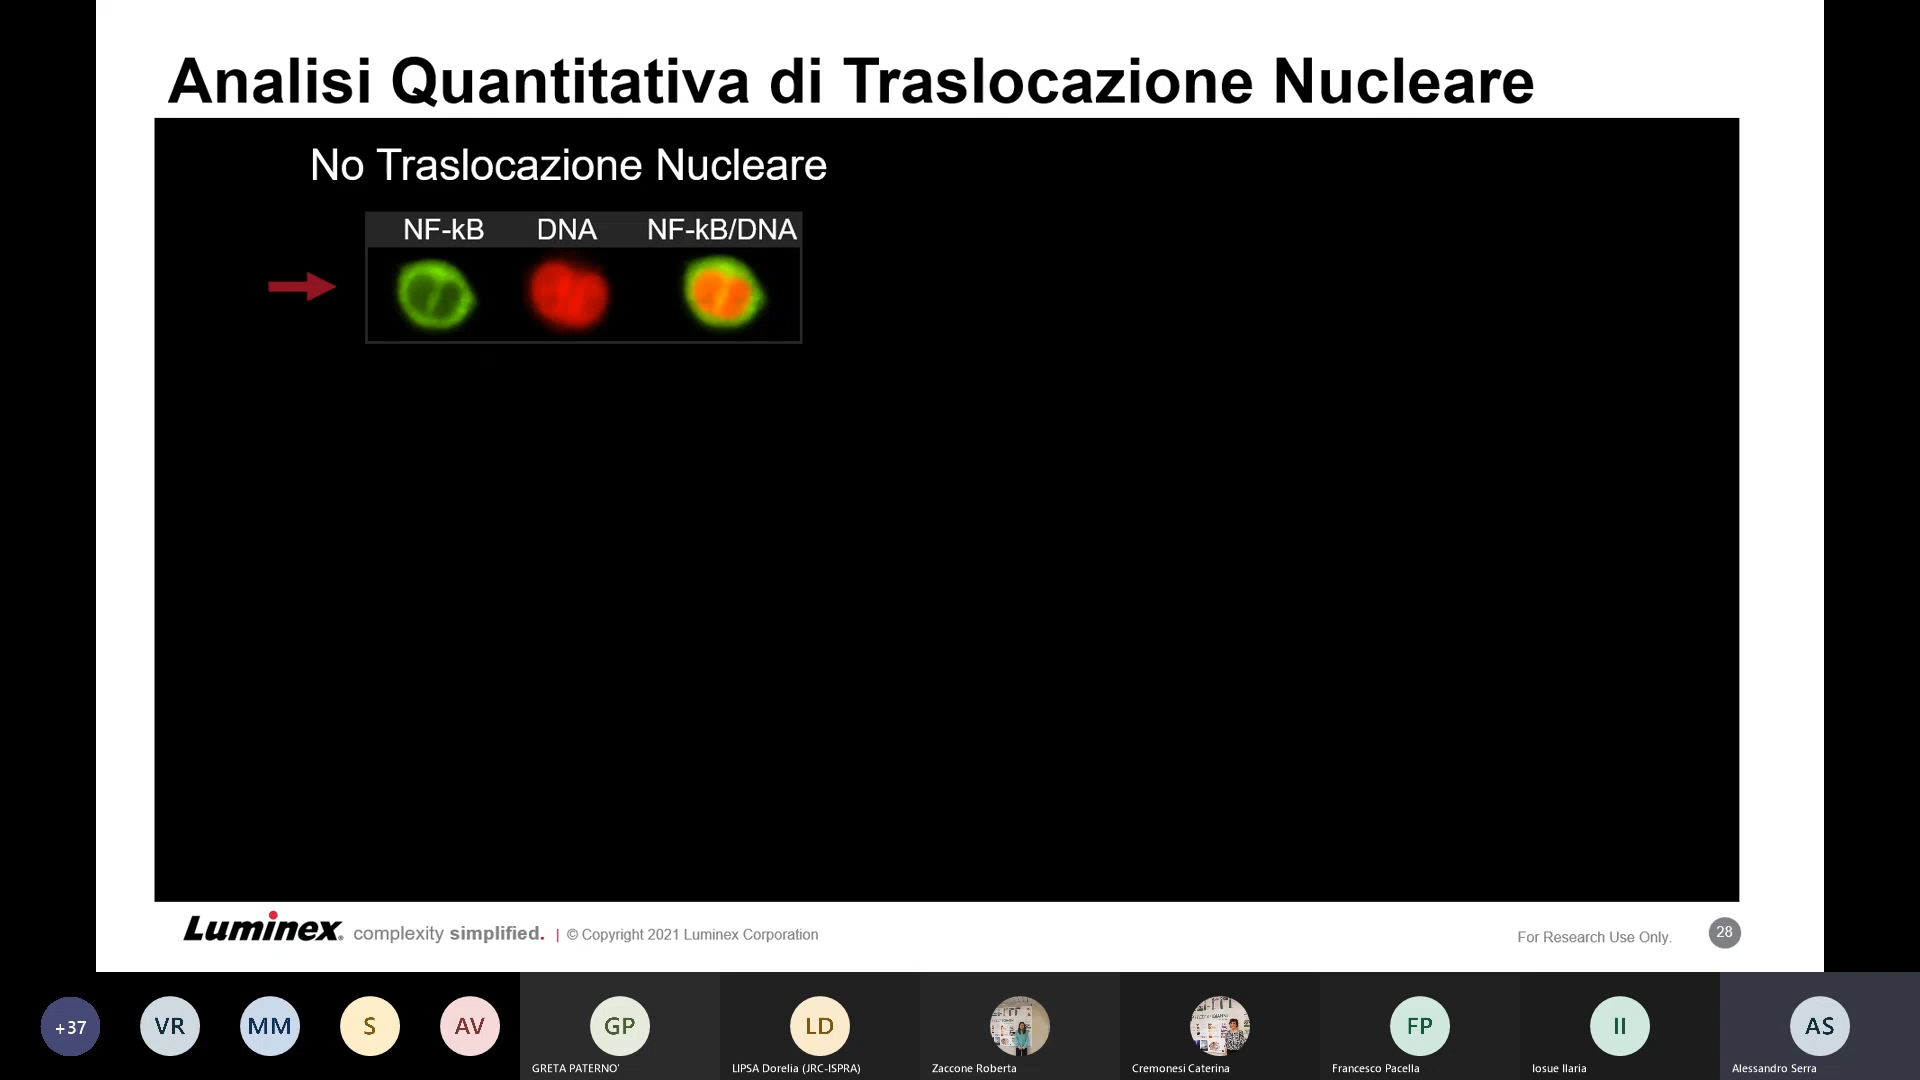 Analisi Quantitativa di Traslocazione Nucleare
No Traslocazione Nucleare
NF-kB DNA NF-kB/DNA
Luminex. complexity simplified. | © Copyright 2021 Luminex Corporation
For Research Use Only. 28
+37 VR MM S AV GP LD FP II AS
GRETA PATERNO' LIPSA Dorelia (JRC-ISPRA) Zaccone Roberta Cremonesi Caterina Francesco Pacella Iosue Ilaria Alessandro Serra